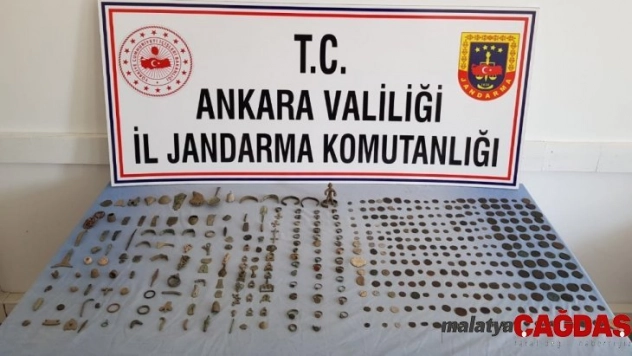 T.C.
ANKARA VALİLİĞİ
İL JANDARMA KOMUTANLIĞI
JANDARMA
malatya ÇAĞDAŞ